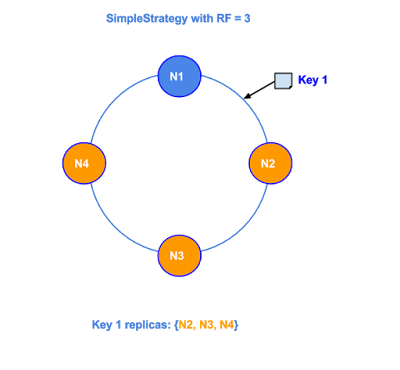 SimpleStrategy with RF = 3
N1
Key 1
N4
N2
N3
Key 1 replicas: {N2, N3, N4}